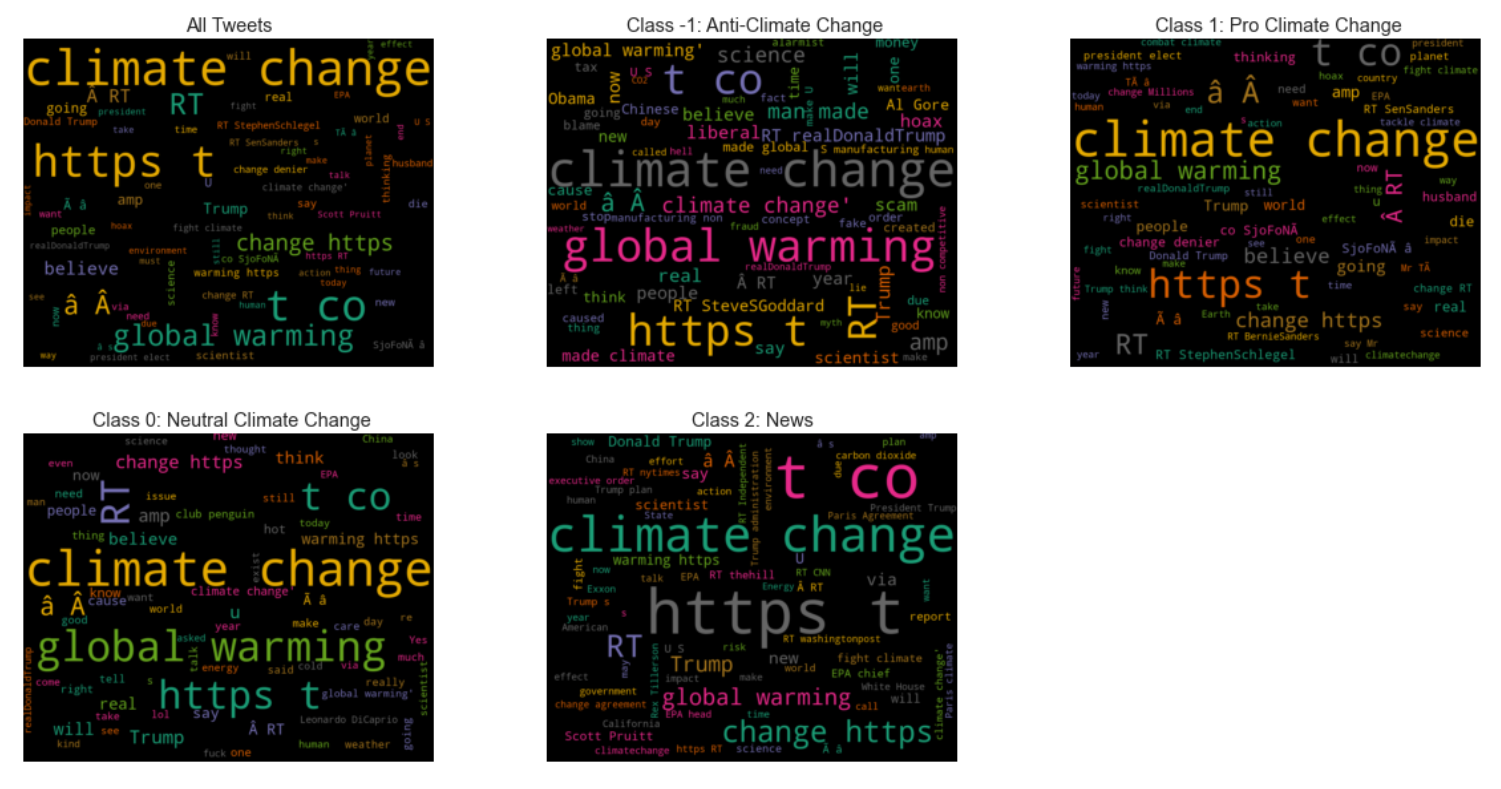 All Tweets
climate change
will
year
effect
Â RT
RT
real
EPA
going
president
fight
world
Donald Trump
take
time
RT StephenSchlegel
TÂ â
U S
end
RT SenSanders
s
right
https t
make
planet
husband
change denier
talk
thinking
one
U
climate change'
impact
Ã â
amp
Trump
say
die
want
think
Scott Pruitt
people
hoax
fight climate
realDonaldTrump
environment
still
change https
must
co SjoFoNÃ
https RT
believe
science
warming https
action
thing
future
today
see
â Â
via
change RT
human
t co
new
now
need
due
know
global warming
â s
SjoFoNÃ â
way
president elect
scientist
Class -1: Anti-Climate Change
global warming'
science
alarmist
money
tax
now
U S
co2
t co
time
will
one
want
earth
Obama
much
fact
make U
going
Chinese
believe
man made
Al Gore
blame
day
hoax
new
liberal
RT realDonaldTrump
called
hell
made global
S manufacturing
human
climate change
need
cause
â Â
climate change'
scam
world
stop
manufacturing non
concept
fake
order
weather
fraud
created
global warming
non competitive
realDonaldTrump
Ã â
real
Â RT
year
left
think
people
lie
Trump
RT SteveSGoddard
due
know
caused
thing
https t
myth
RT
good
say
amp
made climate
scientist
make
Class 1: Pro Climate Change
combat climate
t co
president
president elect
thinking
planet
warming https
hoax
country
fight climate
TÃ â
today
change Millions
â Â
need
amp
EPA
human
via
want
RT SenSanders
end
s
action
tackle climate
climate change
global warming
now
way
realDonaldTrump
still
thing
Â RT
husband
scientist
Trump
world
u
right
people
co SjoFoNÃ
effect
die
fight
change denier
see
one
SjoFoNÃ â
impact
Donald Trump
believe
know
make
going
Mr TÃ
future
Trump think
https t
time
change RT
new
take
say
real
Ã â
Earth
change https
RT
RT BernieSanders
science
say Mr
year
RT StephenSchlegel
will
climatechange
Class 0: Neutral Climate Change
science
new
China
thought
even
change https
think
look
â s
now
EPA
man
need
RT
issue
still
t co
people
amp
club penguin
time
today
thing
believe
hot
warming https
climate change
exist
know
climate change'
â Â
cause
want
Ã â
good
world
u
year
make
care
day
re
asked
global warming
Yes
talk
much
realDonaldTrump
energy
said
cold
via
come
tell
s
really
scientist
right
https t
global warming'
real
take
lol
say
Leonardo DiCaprio
will
see
Â RT
going
kind
Trump
human
weather
fuck
one
Class 2: News
show
Donald Trump
â s
plan
amp
China
effort
â Â
carbon dioxide
RT nytimes
say
due
t co
executive order
Trump plan
action
human
scientist
RT Independent
Trump administration
environment
President Trump
State
Paris Agreement
climate change
warming https
U
fight
now
talk
EPA
RT thehill
RT CNN
via
Exxon
Energy
Â RT
want
Trump s
https t
year
s
report
American
RT
RT washingtonpost
may
U S
risk
new
Trump
world
fight climate
effect
impact
make
EPA chief
government
Rex Tillerson
White House
change agreement
global warming
will
call
climate change'
Paris climate
EPA head
time
California
change https
Scott Pruitt
climatechange
https RT
science
Ã â